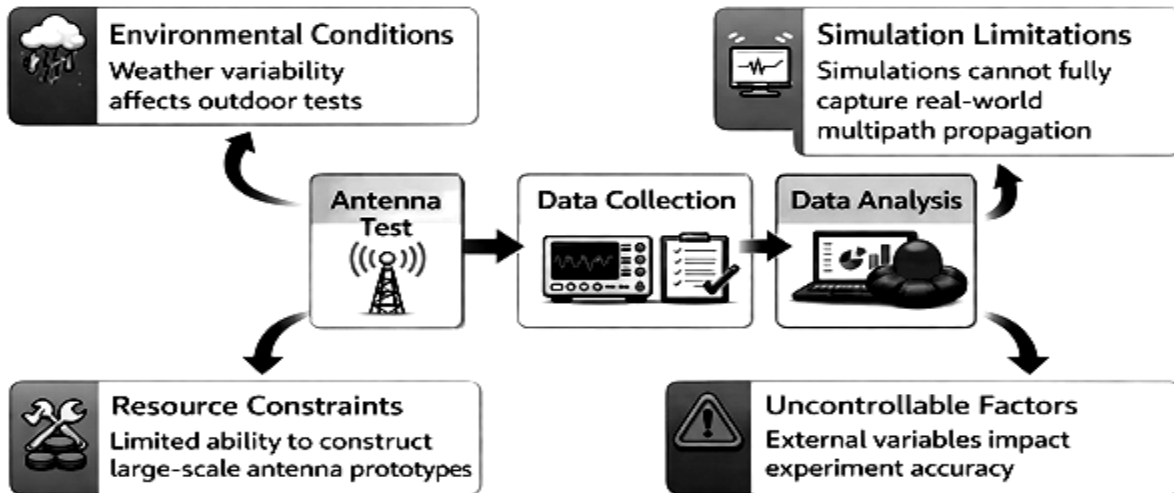 Environmental Conditions
Weather variability
affects outdoor tests
Simulation Limitations
Simulations cannot fully
capture real-world
multipath propagation
Antenna
Test
Data Collection
Data Analysis
Resource Constraints
Limited ability to construct
large-scale antenna prototypes
Uncontrollable Factors
External variables impact
experiment accuracy